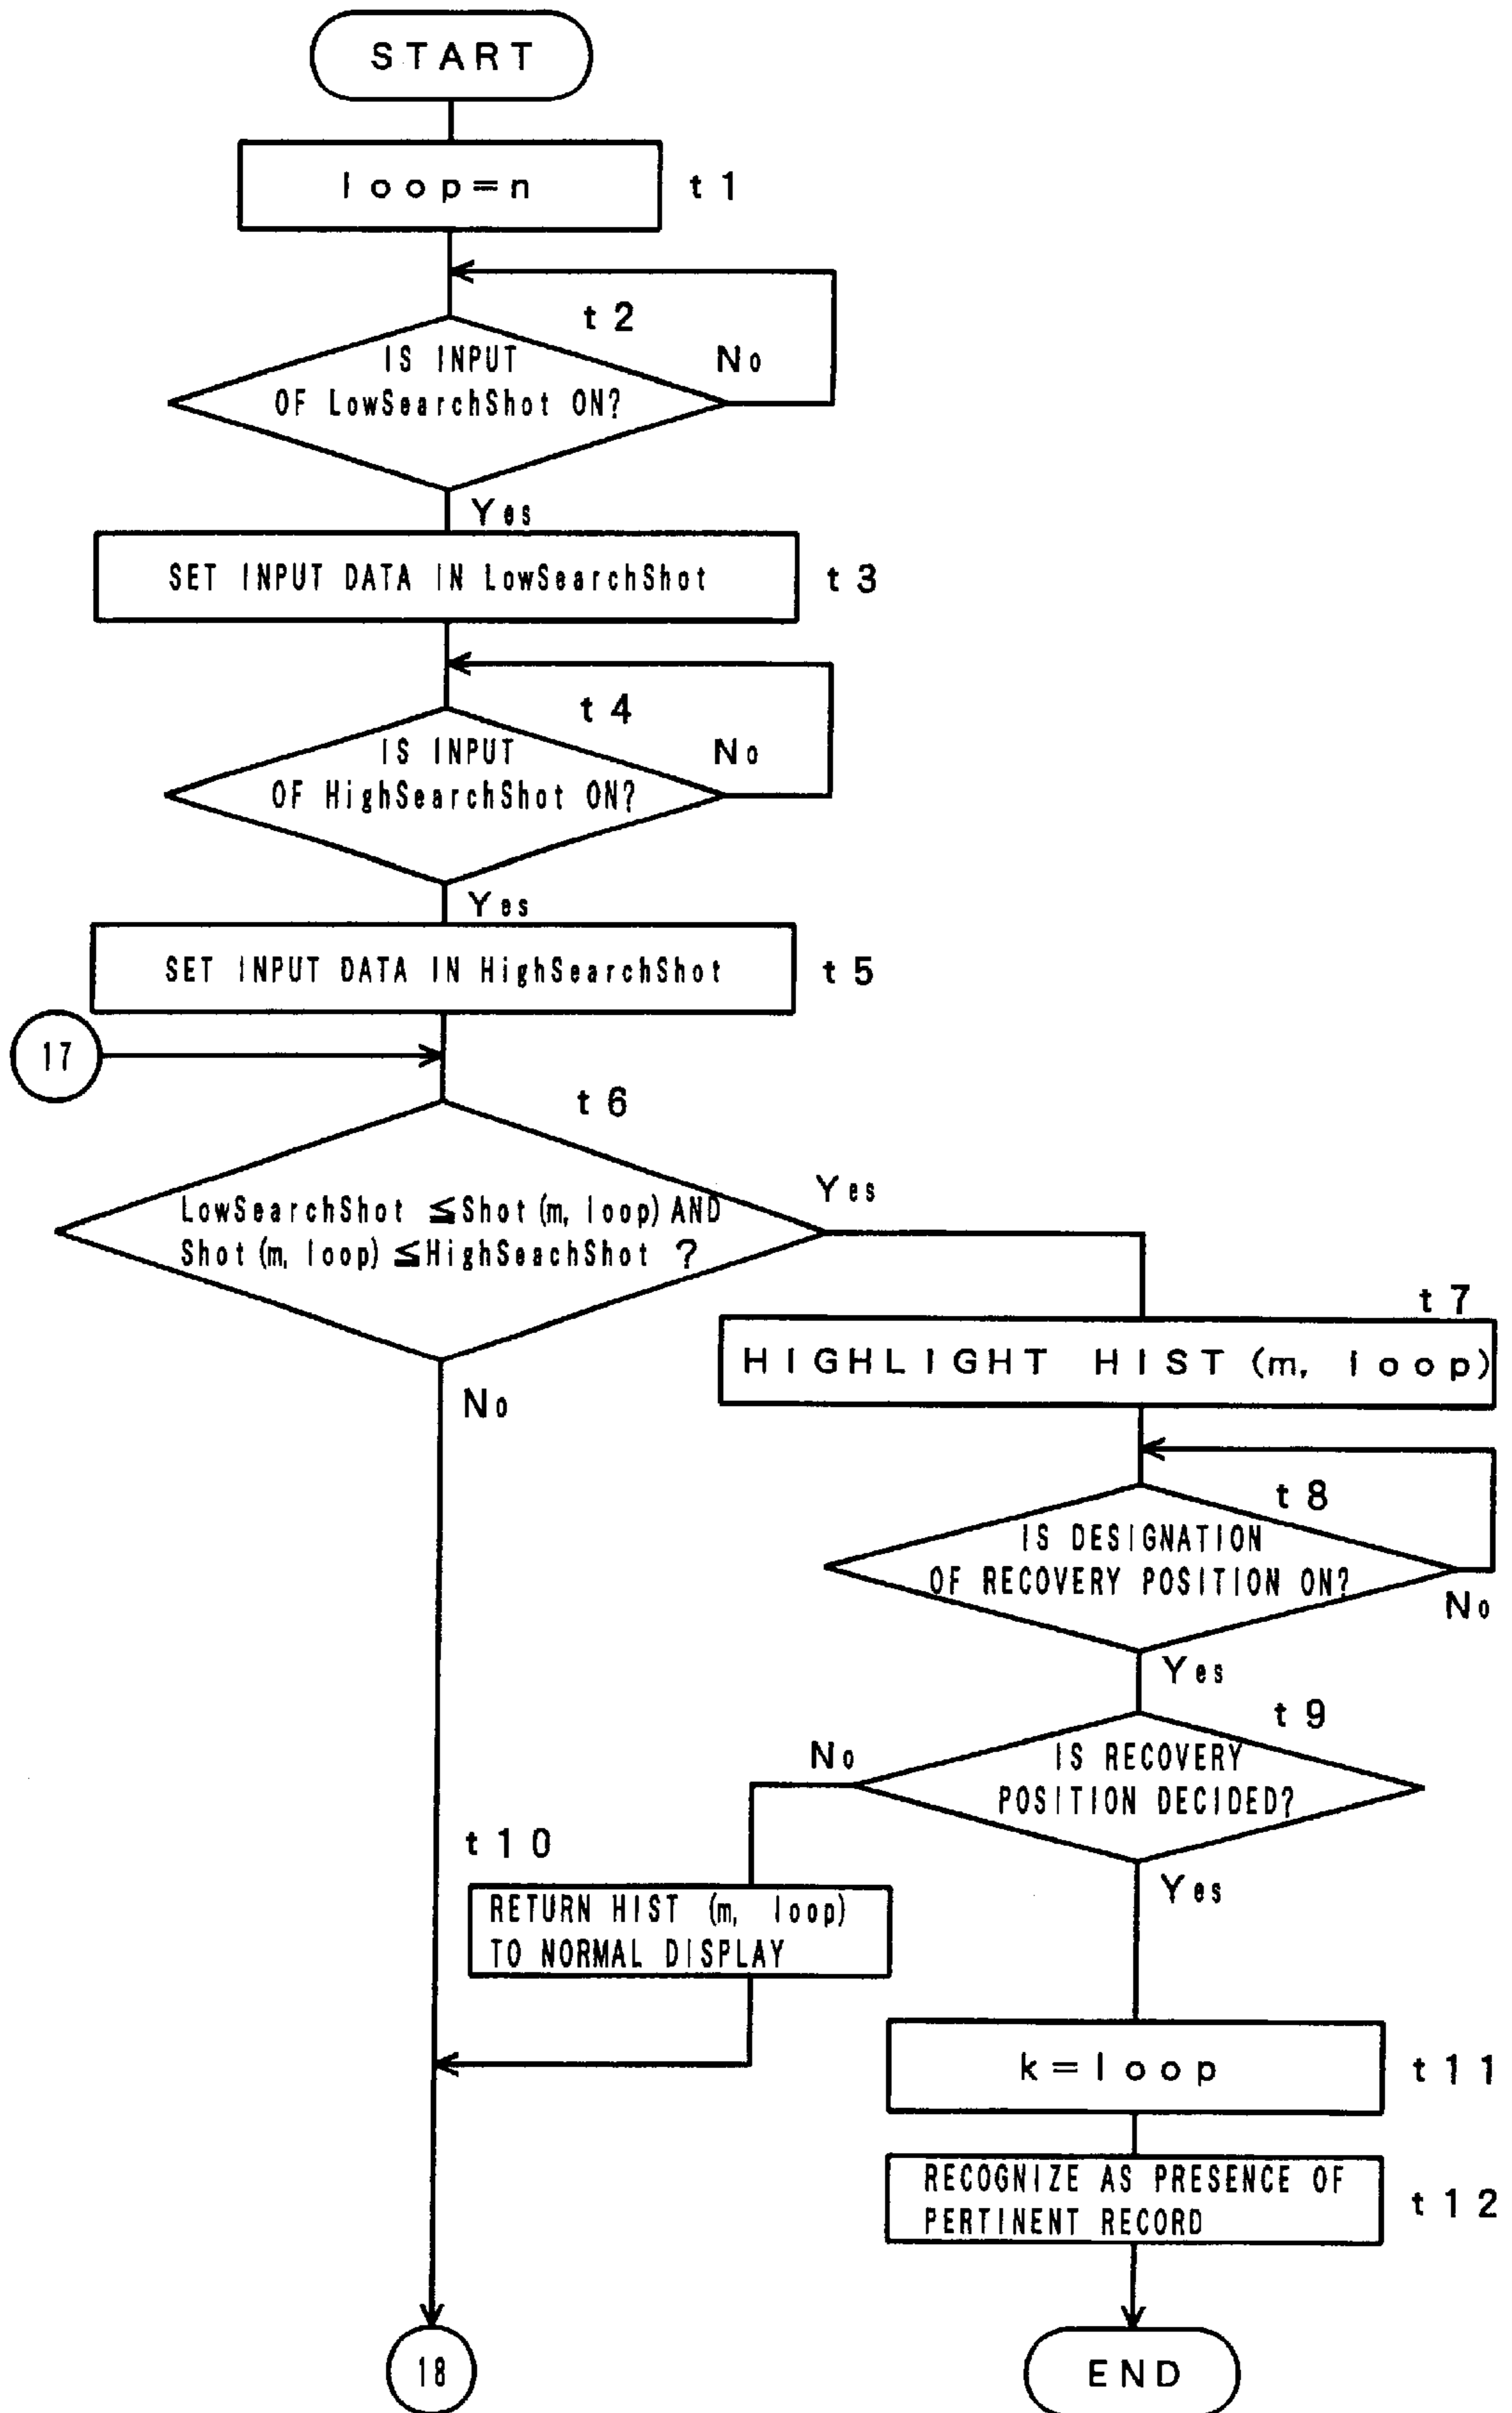 START
loop=n
t1
t2
IS INPUT
OF LowSearchShot ON?
No
Yes
SET INPUT DATA IN LowSearchShot
t3
t4
IS INPUT
OF HighSearchShot ON?
No
Yes
SET INPUT DATA IN HighSearchShot
t5
17
t6
LowSearchShot ≦Shot(m, loop) AND
Shot(m, loop) ≦HighSeachShot ?
Yes
No
t7
HIGHLIGHT HIST (m, loop)
t8
IS DESIGNATION
OF RECOVERY POSITION ON?
No
Yes
t9
IS RECOVERY
POSITION DECIDED?
No
Yes
t10
RETURN HIST (m, loop)
TO NORMAL DISPLAY
k=loop
t11
RECOGNIZE AS PRESENCE OF
PERTINENT RECORD
t12
18
END